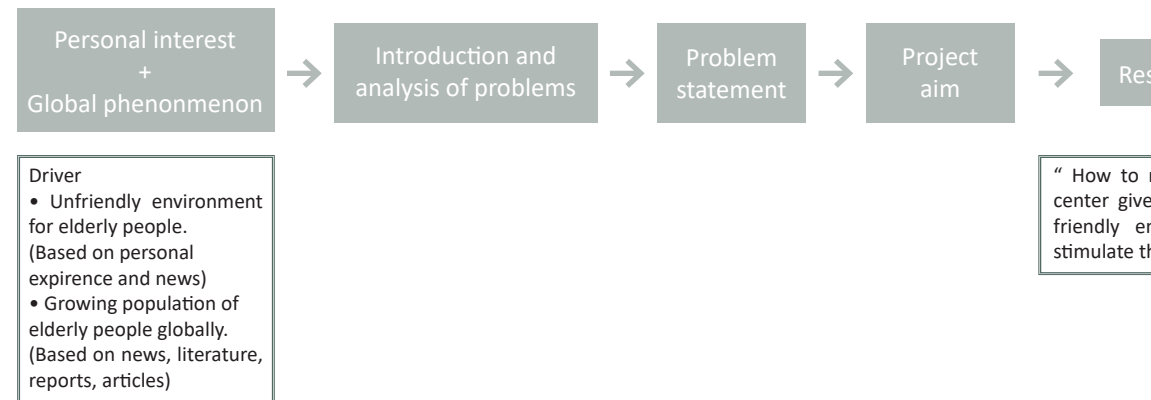 Personal interest
+
Global phenonmenon
Introduction and
analysis of problems
Problem
statement
Project
aim
Driver
• Unfriendly environment
for elderly people.
(Based on personal
expirence and news)
• Growing population of
elderly people globally.
(Based on news, literature,
reports, articles)
“ How to
center give
friendly
stimulate